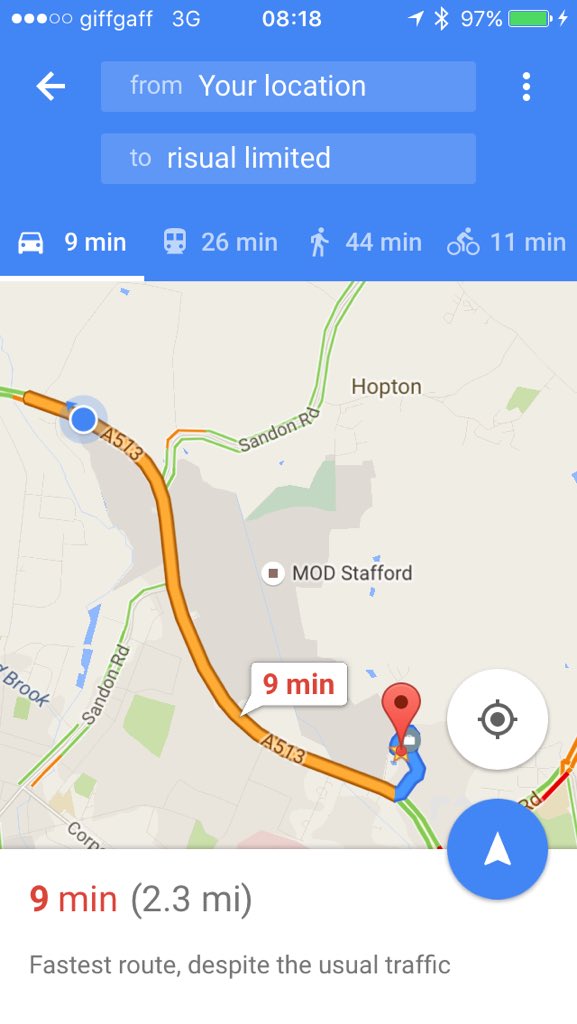 giffgaff 3G 08:18 97%
from Your location
to risual limited
9 min 26 min 44 min 11 min
Hopton
Sandon Rd
A513
MOD Stafford
Sandon Rd
9 min
Brook
A513
Rd
9 min (2.3 mi)
Fastest route, despite the usual traffic